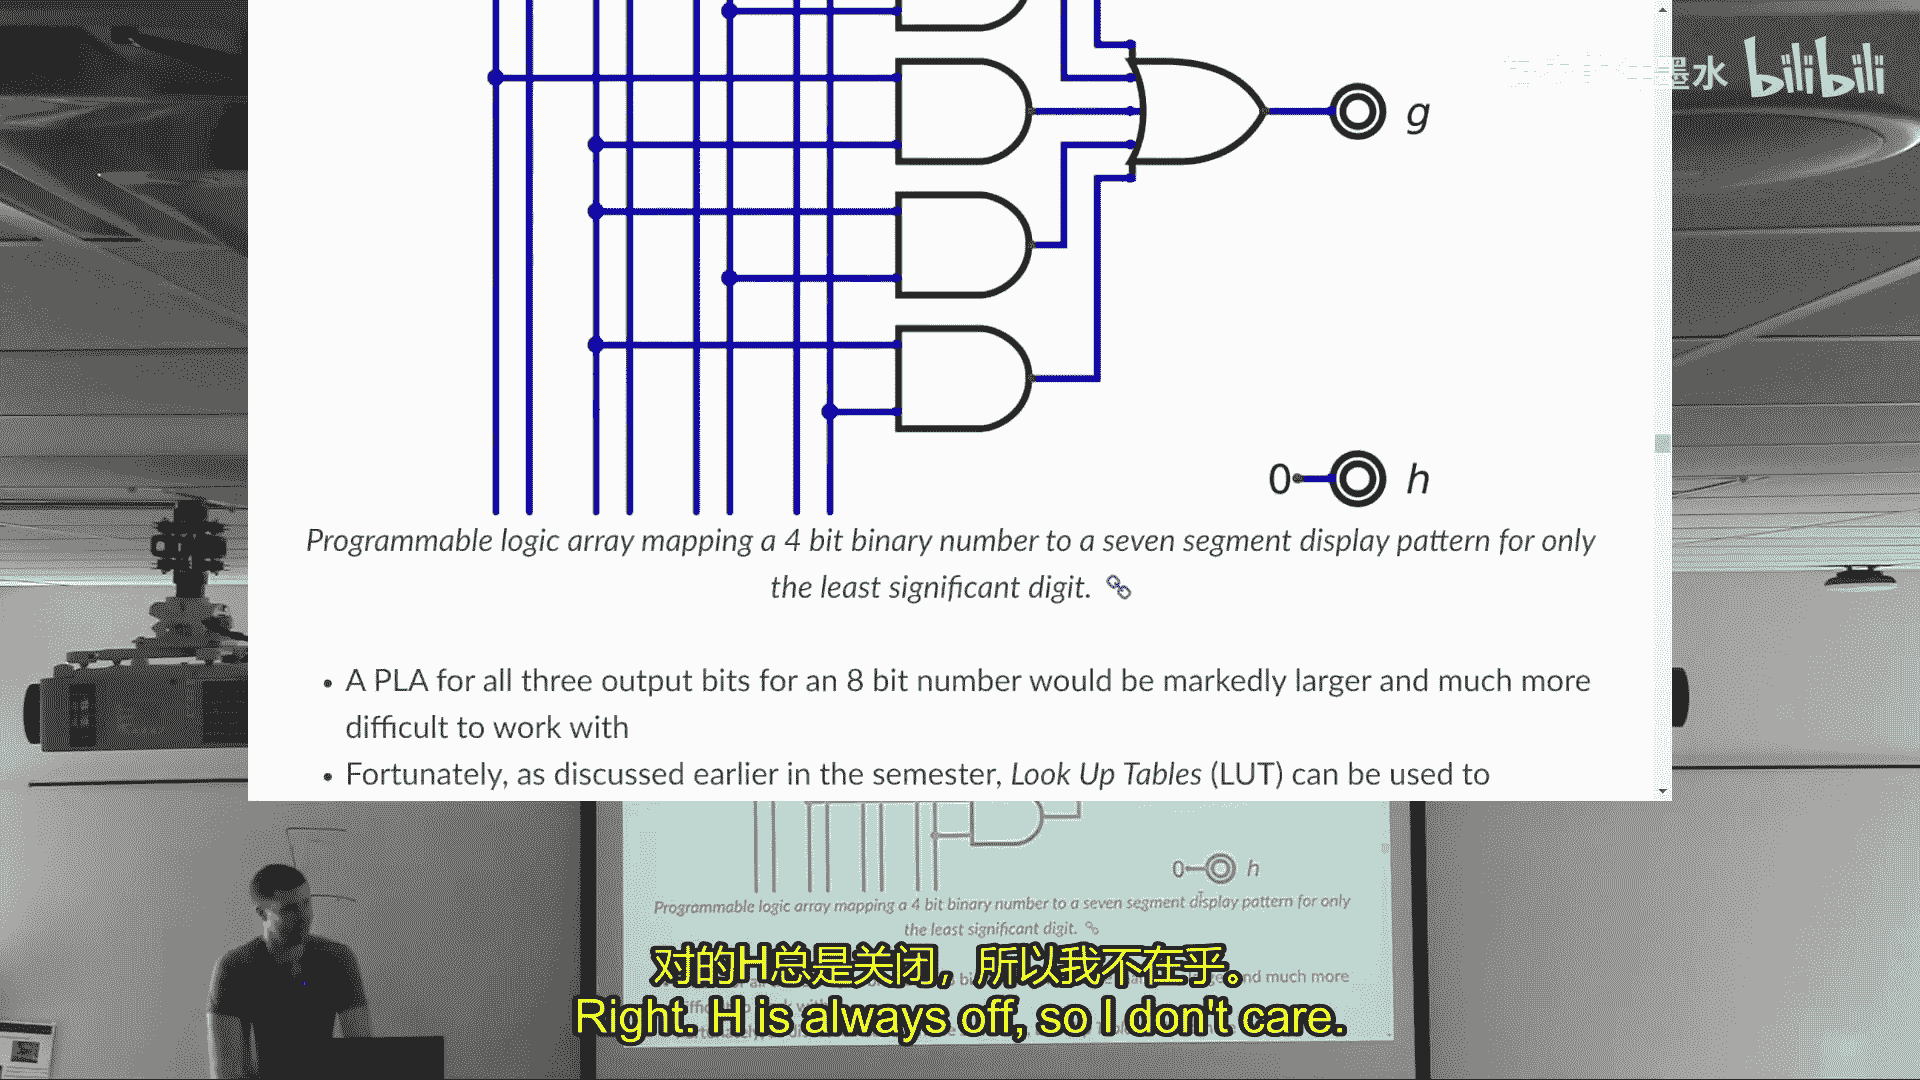 墨水 bilibili
g
0 h
Programmable logic array mapping a 4 bit binary number to a seven segment display pattern for only
the least significant digit.
• A PLA for all three output bits for an 8 bit number would be markedly larger and much more
difficult to work with
• Fortunately, as discussed earlier in the semester, Look Up Tables (LUT) can be used to
0 h
Programmable logic array mapping a 4 bit binary number to a seven segment display pattern for only
the least significant digit.
and much more
对的H总是关闭，所以我不在乎。
Right. H is always off, so I don't care.